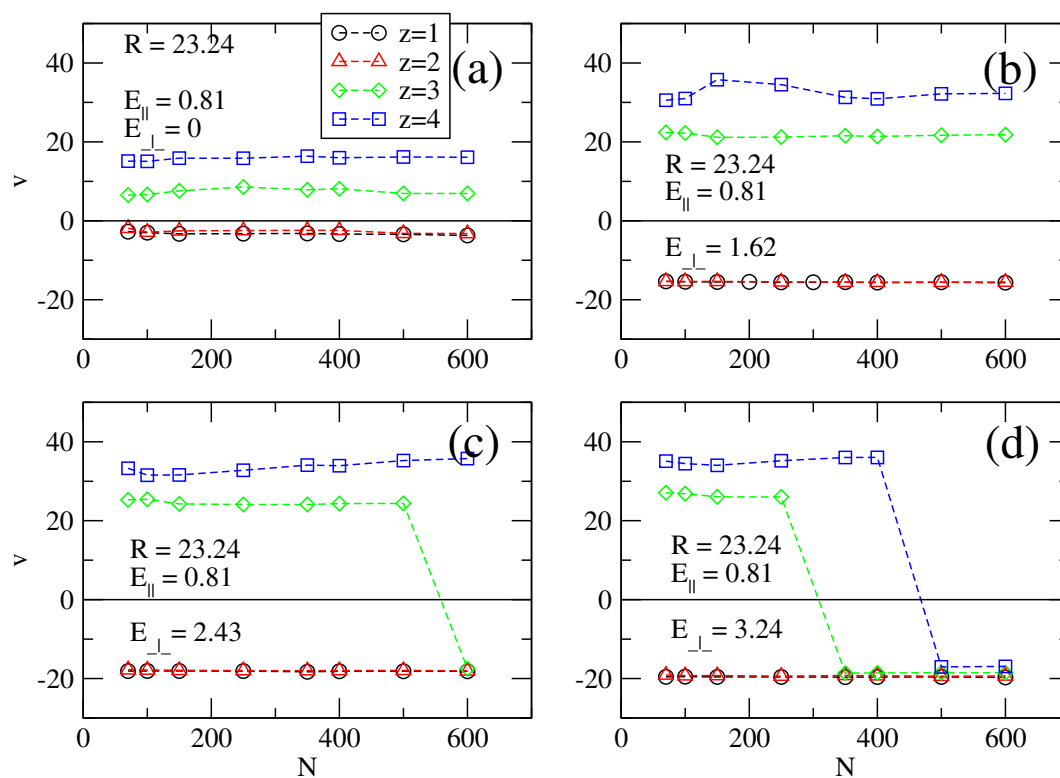 R = 23.24
E|| = 0.81
E_|_ = 0
z=1
z=2
z=3
z=4
(a)
v
40
20
0
-20
0
200
400
600
(b)
R = 23.24
E|| = 0.81
E_|_ = 1.62
40
20
0
-20
0
200
400
600
(c)
R = 23.24
E|| = 0.81
E_|_ = 2.43
v
40
20
0
-20
0
200
400
600
N
(d)
R = 23.24
E|| = 0.81
E_|_ = 3.24
40
20
0
-20
0
200
400
600
N